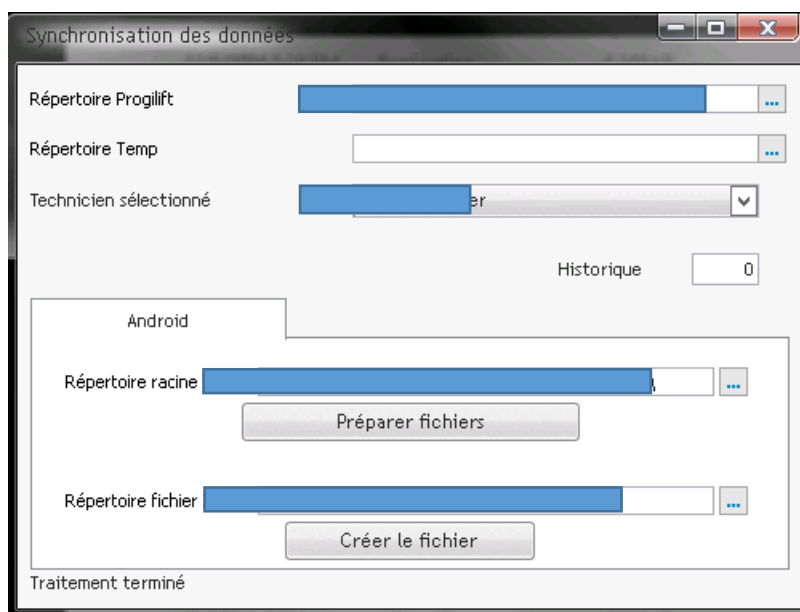 Synchronisation des données
Répertoire Progilift
...
Répertoire Temp
...
Technicien sélectionné
er
Historique 0
Android
Répertoire racine
...
Préparer fichiers
Répertoire fichier
...
Créer le fichier
Traitement terminé